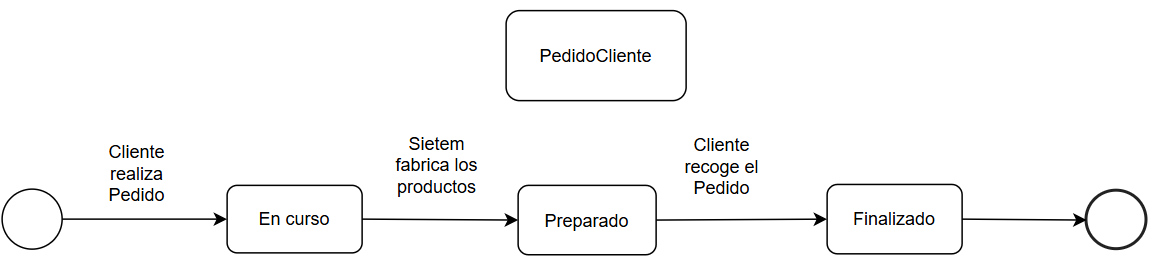 PedidoCliente
Cliente
realiza
Pedido
Sietem
fabrica los
productos
Cliente
recoge el
Pedido
En curso
Preparado
Finalizado